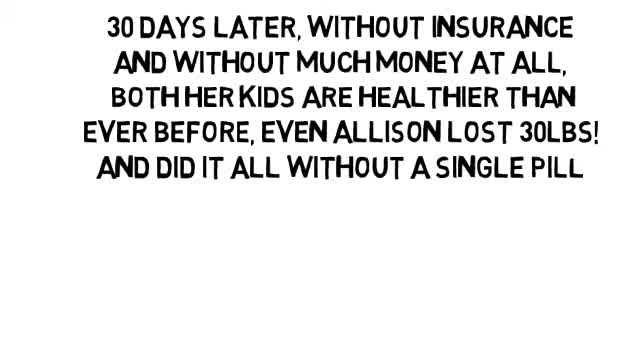 30 DAYS LATER, WITHOUT INSURANCE
AND WITHOUT MUCH MONEY AT ALL,
BOTH HER KIDS ARE HEALTHIER THAN
EVER BEFORE, EVEN ALLISON LOST 30LBS!
AND DID IT ALL WITHOUT A SINGLE PILL